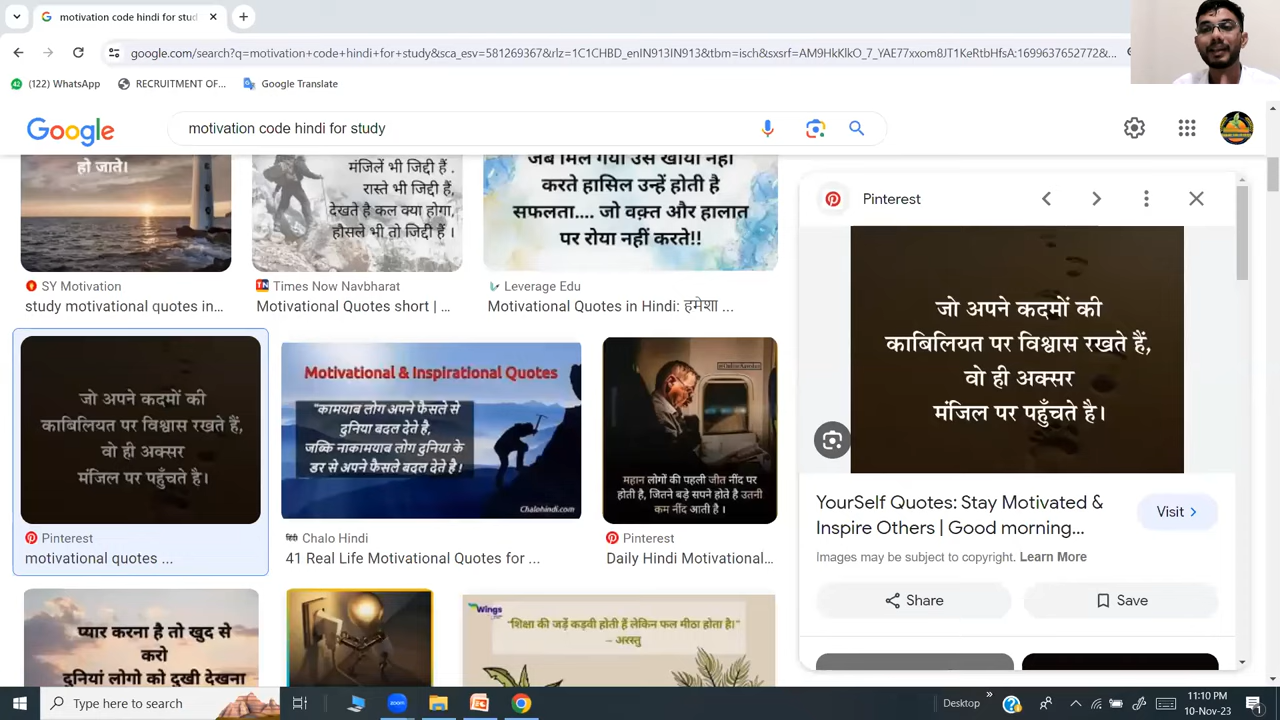 motivation code hindi for stud
google.com/search?q=motivation+code+hindi+for+study&sca_esv=581269367&rlz=1C1CHBD_enIN913IN913&tbm=isch&sxsrf=AM9HkKlkO_7_YAE77xxom8JT1KeRtbHfsA:1699637652772&...
(122) WhatsApp
RECRUITMENT OF...
Google Translate
Google
motivation code hindi for study
हो जाते।
SY Motivation
study motivational quotes in...
मंजिलें भी जिद्दी हैं .
रास्ते भी जिद्दी हैं,
देखते है कल क्या होगा,
हौसले भी तो जिद्दी हैं ।
Times Now Navbharat
Motivational Quotes short | ...
जब मिल गया उसे खोया नहीं
करते हासिल उन्हें होती है
सफलता.... जो वक़्त और हालात
पर रोया नहीं करते!!
Leverage Edu
Motivational Quotes in Hindi: हमेशा ...
जो अपने कदमों की
काबिलियत पर विश्वास रखते हैं,
वो ही अक्सर
मंजिल पर पहुँचते है।
Pinterest
motivational quotes ...
Motivational & Inspirational Quotes
"कामयाब लोग अपने फैसले से
दुनिया बदल देते है,
जबकि नाकामयाब लोग दुनिया के
डर से अपने फैसले बदल देते है!
Chalohindi.com
Chalo Hindi
41 Real Life Motivational Quotes for ...
महान लोगों की पहली जीत नींद पर
होती है, जितने बड़े सपने होते है उतनी
कम नींद आती है ।
Pinterest
Daily Hindi Motivational...
प्यार करना है तो खुद से
करो
दुनियां लोगो को दुखी देखना
Wings
"शिक्षा की जड़ें कड़वी होती हैं लेकिन फल मीठा होता है।"
– अरस्तु
Pinterest
जो अपने कदमों की
काबिलियत पर विश्वास रखते हैं,
वो ही अक्सर
मंजिल पर पहुँचते है।
YourSelf Quotes: Stay Motivated &
Inspire Others | Good morning...
Visit
Images may be subject to copyright. Learn More
Share
Save
Type here to search
zoom
Desktop
11:10 PM
10-Nov-23